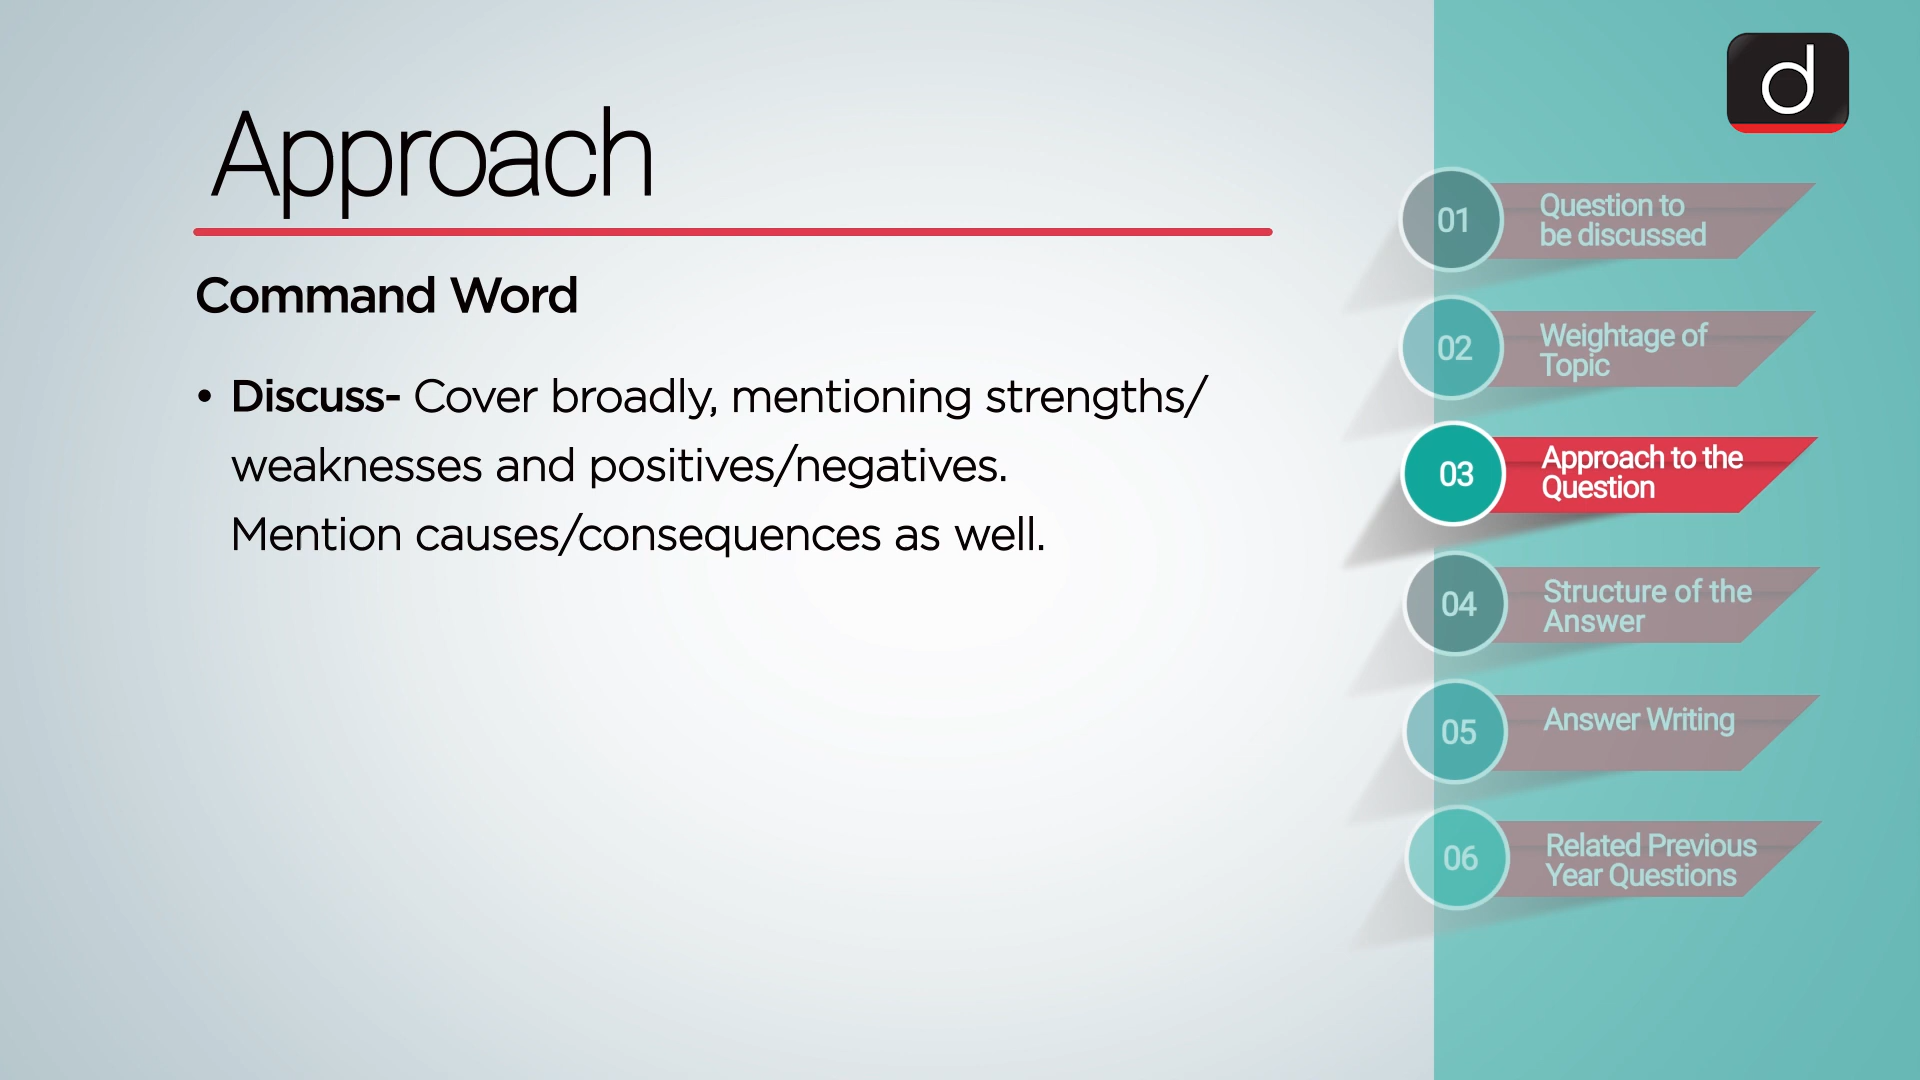 Approach
Command Word
• Discuss- Cover broadly, mentioning strengths/
weaknesses and positives/negatives.
Mention causes/consequences as well.
d
01
Question to
be discussed
02
Weightage of
Topic
03
Approach to the
Question
04
Structure of the
Answer
05
Answer Writing
06
Related Previous
Year Questions